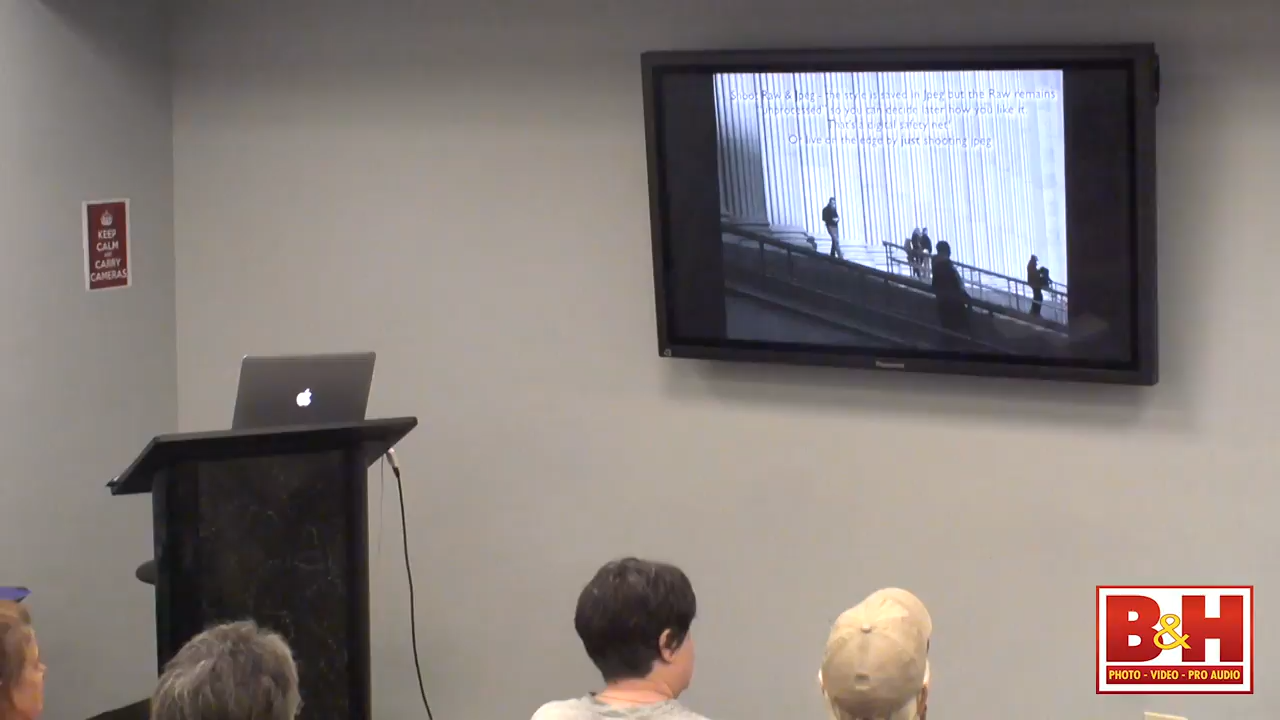 Shoot Raw & Jpeg - the style is saved in Jpeg but the Raw remains
"unprocessed" so you can decide later how you like it.
That's a digital safety net!
Or live on the edge by just shooting jpeg
KEEP
CALM
AND
CARRY
CAMERAS
Panasonic
B&H
PHOTO - VIDEO - PRO AUDIO